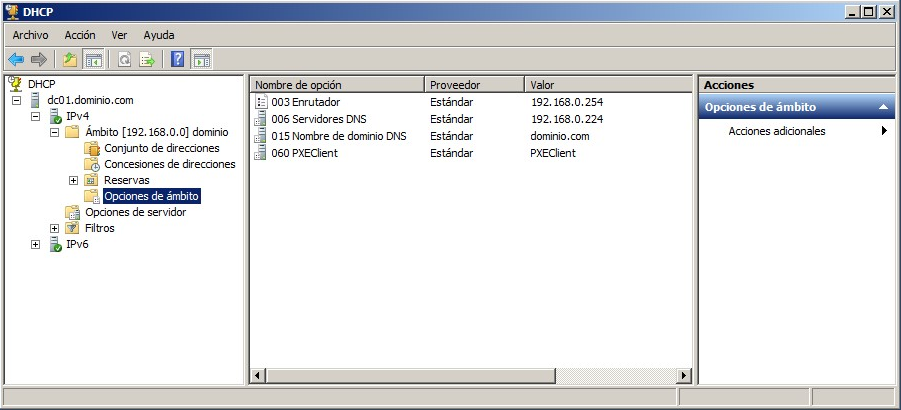 DHCP
Archivo Acción Ver Ayuda
DHCP
dc01.dominio.com
IPv4
Ámbito [192.168.0.0] dominio
Conjunto de direcciones
Concesiones de direcciones
Reservas
Opciones de ámbito
Opciones de servidor
Filtros
IPv6
Nombre de opción Proveedor Valor
003 Enrutador Estándar 192.168.0.254
006 Servidores DNS Estándar 192.168.0.224
015 Nombre de dominio DNS Estándar dominio.com
060 PXEClient Estándar PXEClient
Acciones
Opciones de ámbito
Acciones adicionales